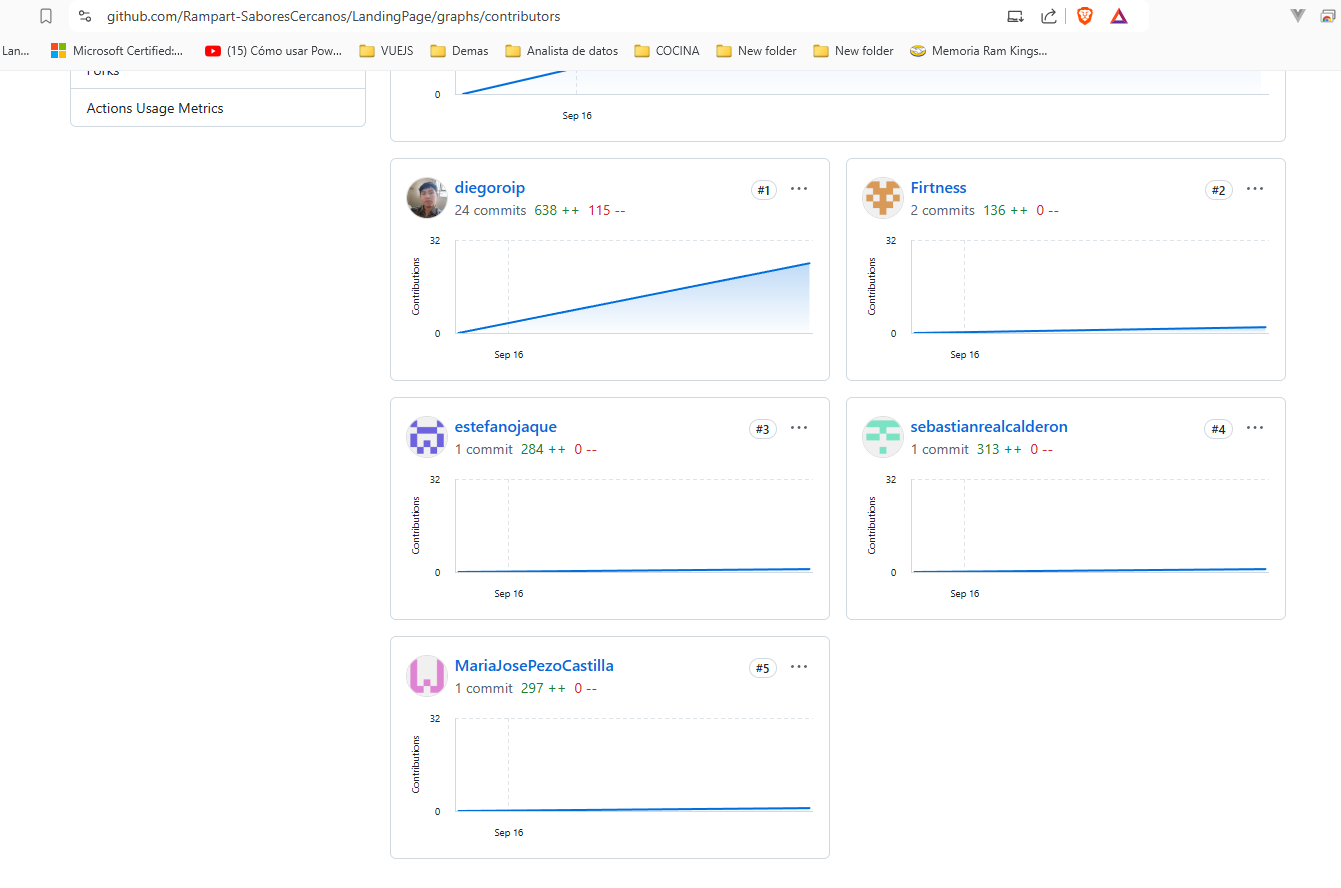 github.com/Rampart-SaboresCercanos/LandingPage/graphs/contributors
Lan... Microsoft Certified:... (15) Cómo usar Pow... VUEJS Demas Analista de datos COCINA New folder New folder Memoria Ram Kings...
Forks
Actions Usage Metrics
0
Sep 16
diegoroip
#1
24 commits 638 ++ 115 --
32
Contributions
0
Sep 16
Firtness
#2
2 commits 136 ++ 0 --
32
Contributions
0
Sep 16
estefanojaque
#3
1 commit 284 ++ 0 --
32
Contributions
0
Sep 16
sebastianrealcalderon
#4
1 commit 313 ++ 0 --
32
Contributions
0
Sep 16
MariaJosePezoCastilla
#5
1 commit 297 ++ 0 --
32
Contributions
0
Sep 16